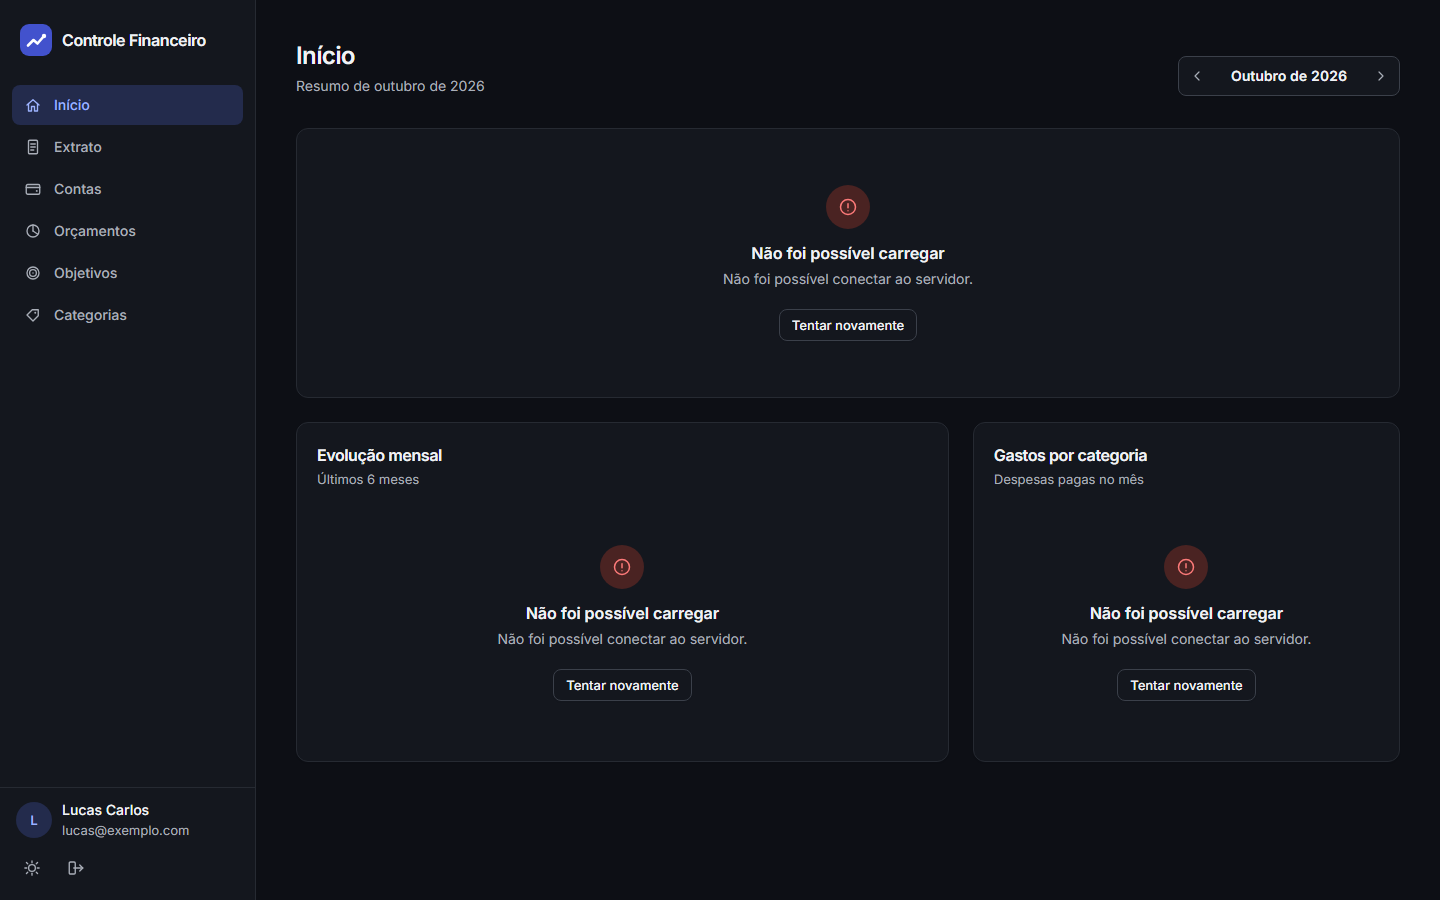 Controle Financeiro
Início
Extrato
Contas
Orçamentos
Objetivos
Categorias
Lucas Carlos
L
lucas@exemplo.com
Início
Resumo de outubro de 2026
Outubro de 2026
Não foi possível carregar
Não foi possível conectar ao servidor.
Tentar novamente
Evolução mensal
Últimos 6 meses
Não foi possível carregar
Não foi possível conectar ao servidor.
Tentar novamente
Gastos por categoria
Despesas pagas no mês
Não foi possível carregar
Não foi possível conectar ao servidor.
Tentar novamente